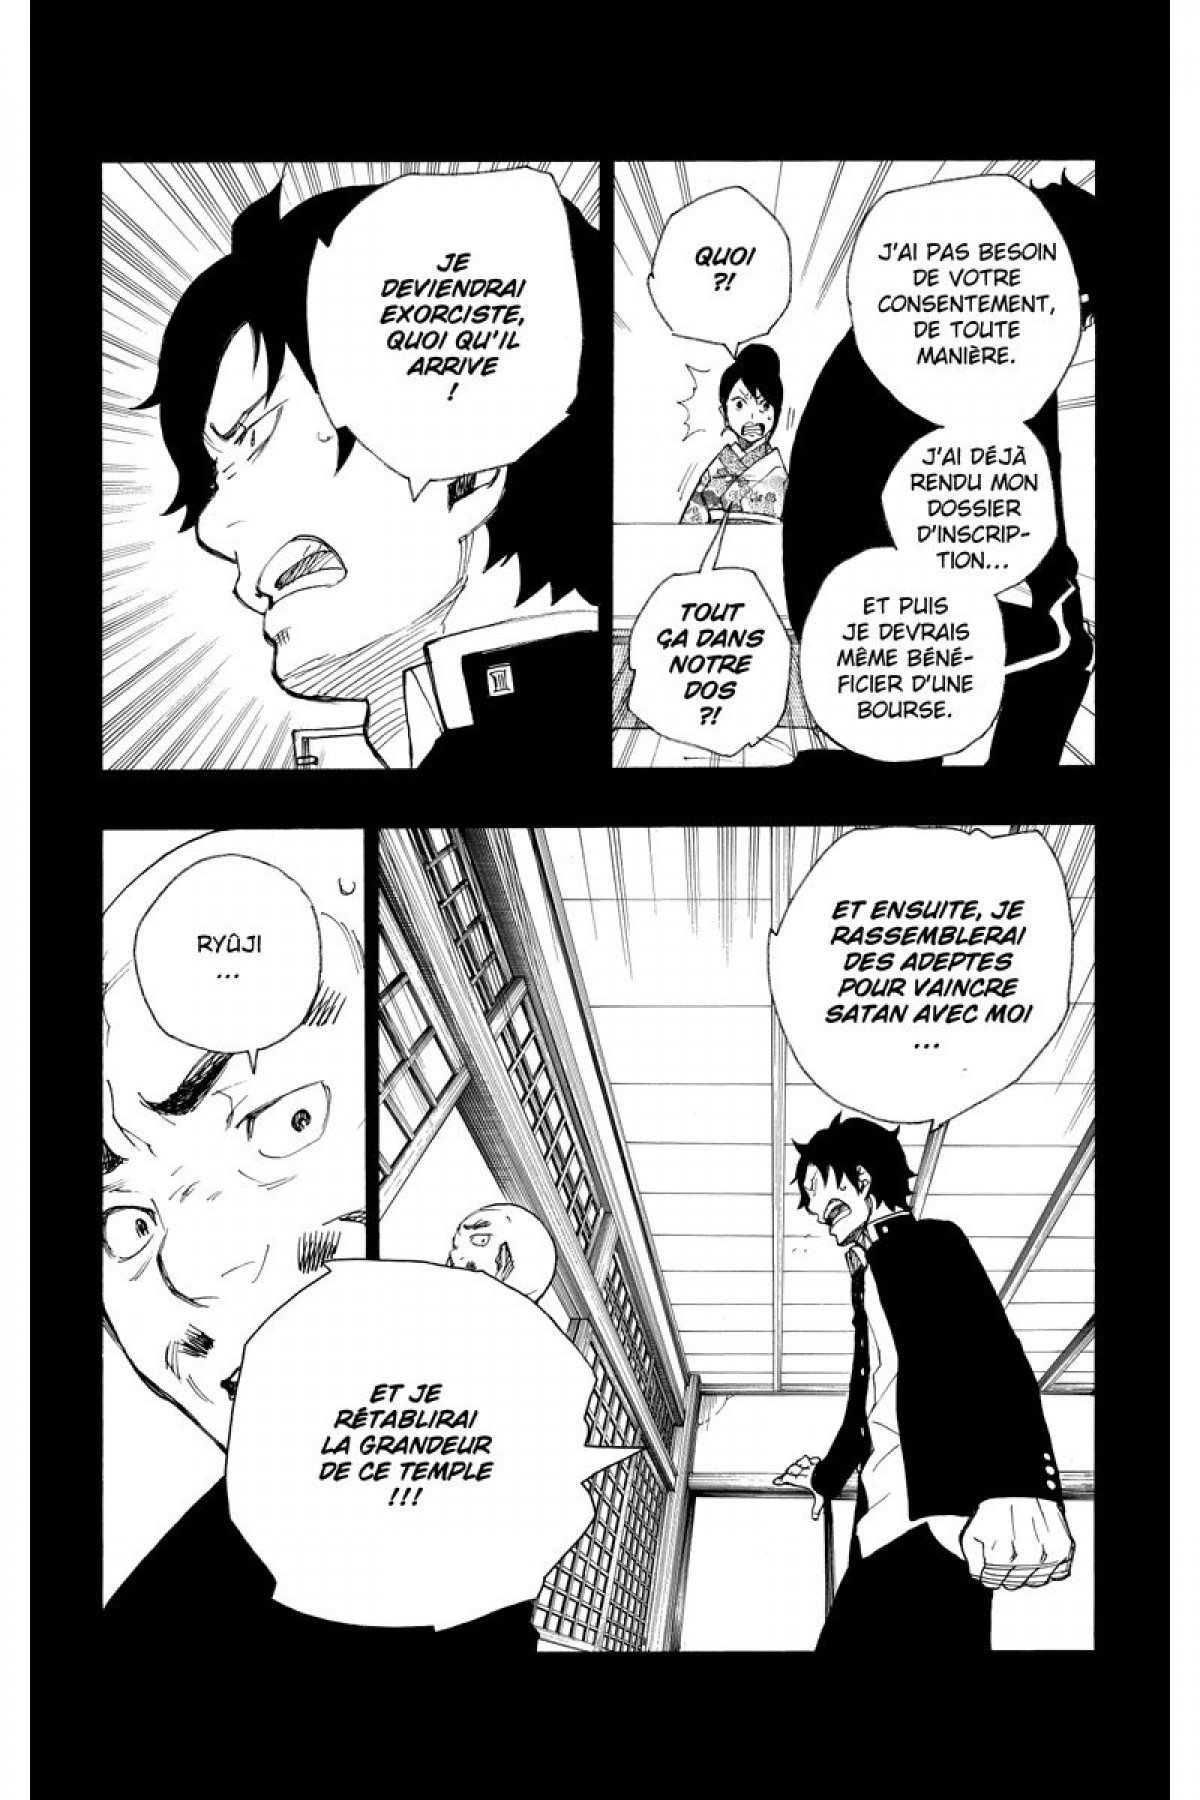 J'AI PAS BESOIN
DE VOTRE
CONSENTEMENT,
DE TOUTE
MANIÈRE.
QUOI
?!
J'AI DÉJÀ
RENDU MON
DOSSIER
D'INSCRIP-
TION...
ET PUIS
JE DEVRAIS
MÊME BÉNÉ-
FICIER D'UNE
BOURSE.
TOUT
ÇA DANS
NOTRE
DOS
?!
JE
DEVIENDRAI
EXORCISTE,
QUOI QU'IL
ARRIVE
!
ET ENSUITE, JE
RASSEMBLERAI
DES ADEPTES
POUR VAINCRE
SATAN AVEC MOI
...
ET JE
RÉTABLIRAI
LA GRANDEUR
DE CE TEMPLE
!!!
RYÛJI
...